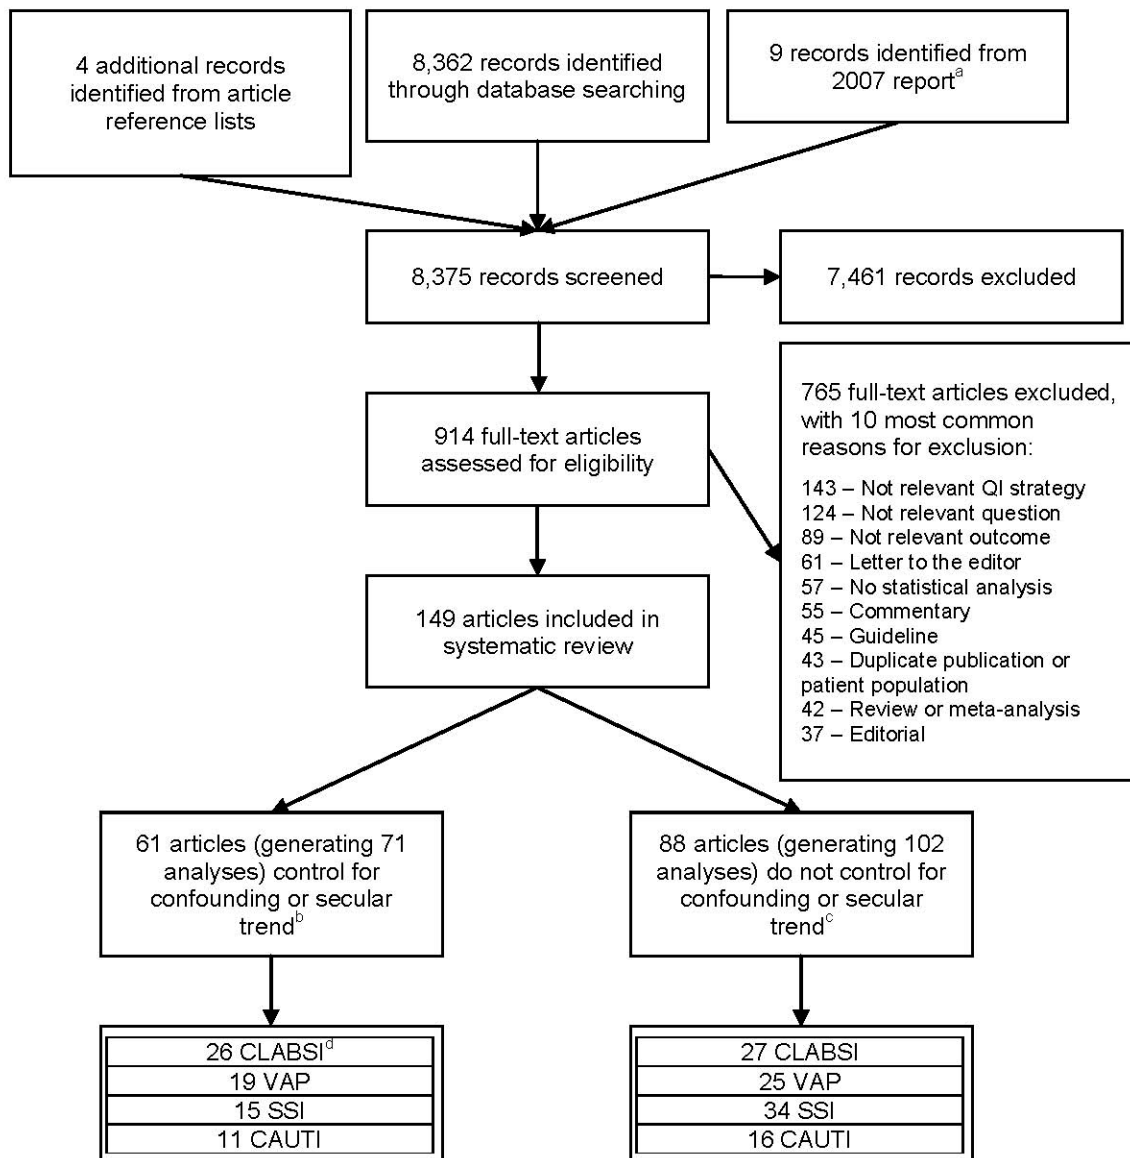 4 additional records
identified from article
reference lists
8,362 records identified
through database searching
9 records identified from
2007 reportᵃ
8,375 records screened
7,461 records excluded
914 full-text articles
assessed for eligibility
765 full-text articles excluded,
with 10 most common
reasons for exclusion:
143 – Not relevant QI strategy
124 – Not relevant question
89 – Not relevant outcome
61 – Letter to the editor
57 – No statistical analysis
55 – Commentary
45 – Guideline
43 – Duplicate publication or
patient population
42 – Review or meta-analysis
37 – Editorial
149 articles included in
systematic review
61 articles (generating 71
analyses) control for
confounding or secular
trendᵇ
88 articles (generating 102
analyses) do not control for
confounding or secular
trendᶜ
26 CLABSIᵈ
19 VAP
15 SSI
11 CAUTI
27 CLABSI
25 VAP
34 SSI
16 CAUTI